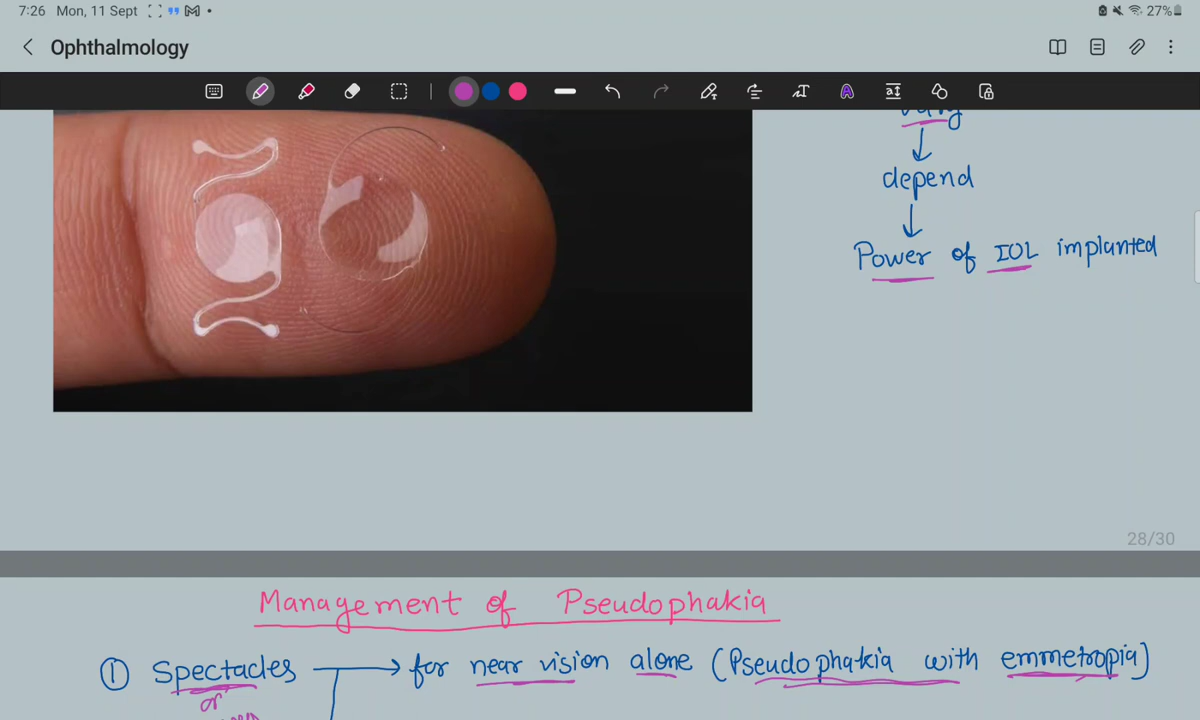 7:26 Mon, 11 Sept 27%
Ophthalmology
vary
depend
Power of IOL implanted
28/30
Management of Pseudophakia
① Spectacles → for near vision alone (Pseudophakia with emmetropia)
or